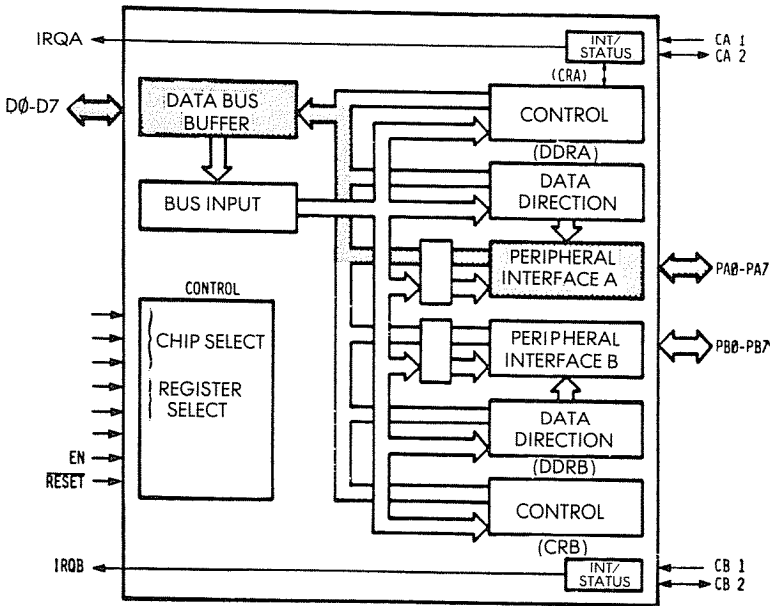 IRQA
INT/
STATUS
CA 1
CA 2
(CRA)
DØ-D7
DATA BUS
BUFFER
CONTROL
(DDRA)
BUS INPUT
DATA
DIRECTION
PERIPHERAL
INTERFACE A
PAØ-PA7
CONTROL
CHIP SELECT
PERIPHERAL
INTERFACE B
PBØ-PB7
REGISTER
SELECT
DATA
DIRECTION
(DDRB)
EN
RESET
CONTROL
(CRB)
IRQB
INT/
STATUS
CB 1
CB 2